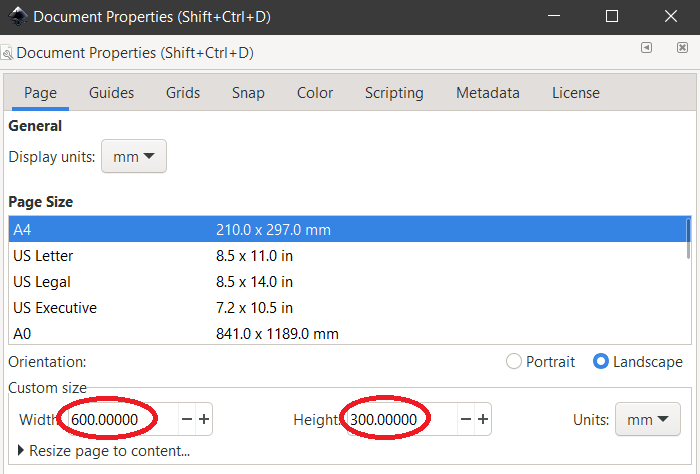 Document Properties (Shift+Ctrl+D)
Document Properties (Shift+Ctrl+D)
Page Guides Grids Snap Color Scripting Metadata License
General
Display units: mm
Page Size
A4 210.0 x 297.0 mm
US Letter 8.5 x 11.0 in
US Legal 8.5 x 14.0 in
US Executive 7.2 x 10.5 in
A0 841.0 x 1189.0 mm
Orientation: Portrait Landscape
Custom size
Width: 600.00000 Height: 300.00000 Units: mm
Resize page to content...